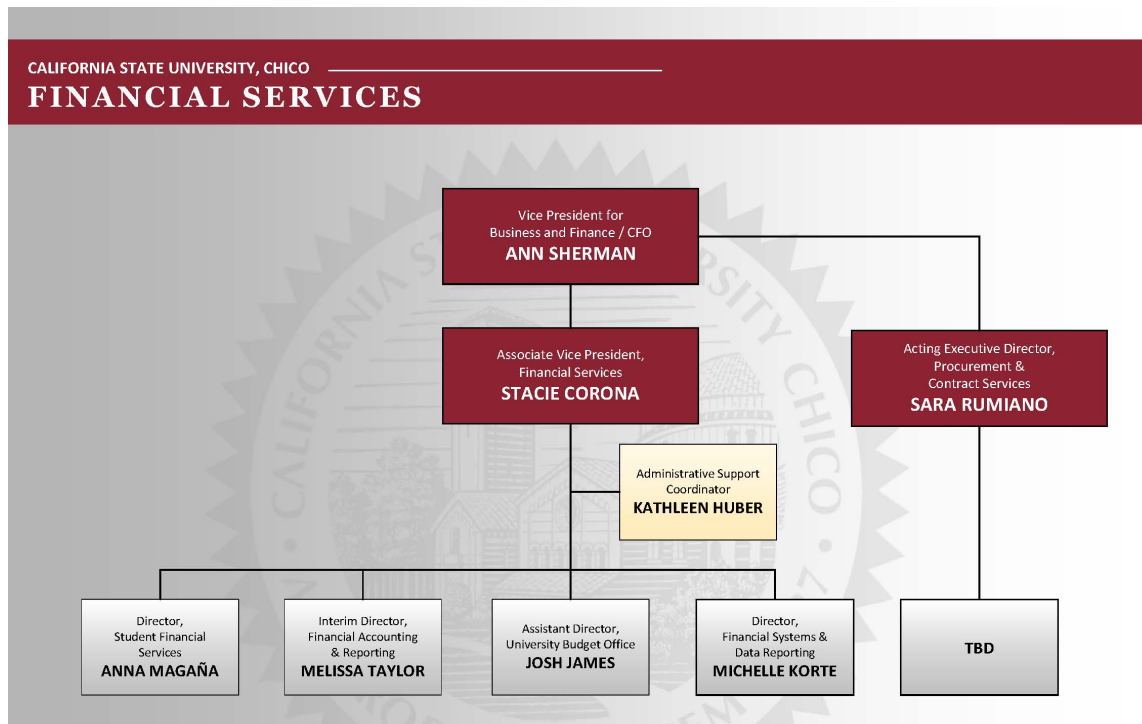 CALIFORNIA STATE UNIVERSITY, CHICO
FINANCIAL SERVICES
Vice President for
Business and Finance / CFO
ANN SHERMAN
Associate Vice President,
Financial Services
STACIE CORONA
Acting Executive Director,
Procurement &
Contract Services
SARA RUMIANO
Administrative Support
Coordinator
KATHLEEN HUBER
Director,
Student Financial
Services
ANNA MAGAÑA
Interim Director,
Financial Accounting
& Reporting
MELISSA TAYLOR
Assistant Director,
University Budget Office
JOSH JAMES
Director,
Financial Systems &
Data Reporting
MICHELLE KORTE
TBD